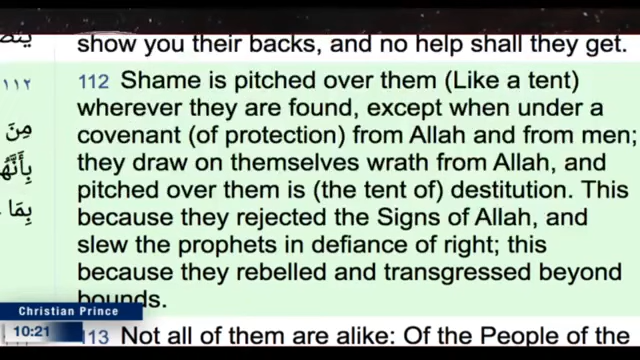 show you their backs, and no help shall they get.
١١٢ 112 Shame is pitched over them (Like a tent)
wherever they are found, except when under a
مِنَ covenant (of protection) from Allah and from men;
they draw on themselves wrath from Allah, and
pitched over them is (the tent of) destitution. This
بِمَا because they rejected the Signs of Allah, and
slew the prophets in defiance of right; this
because they rebelled and transgressed beyond
bounds.
Christian Prince
10:21
113 Not all of them are alike: Of the People of the